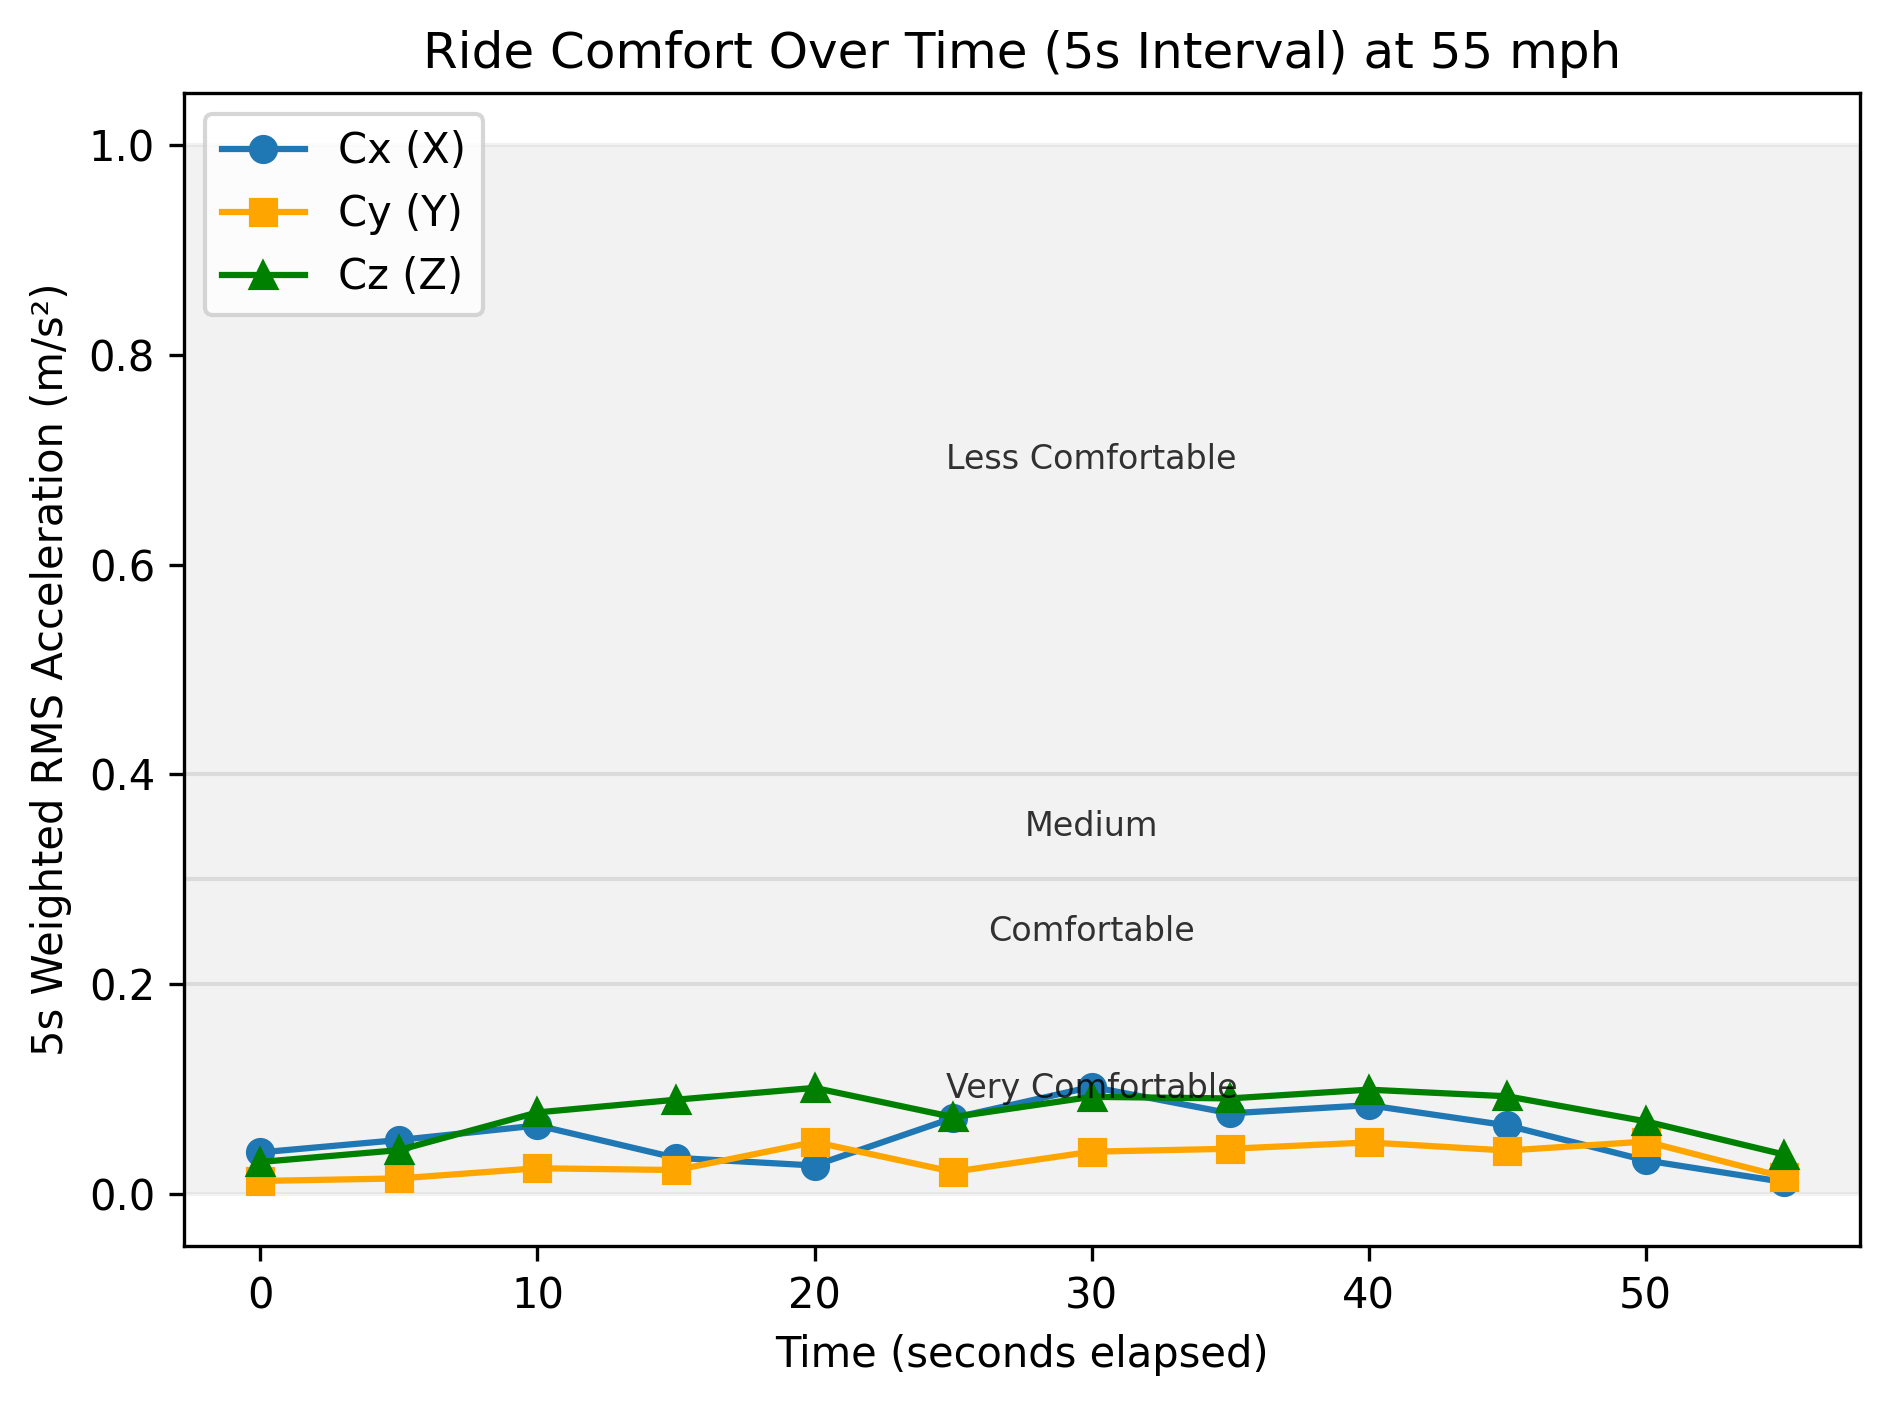 Ride Comfort Over Time (5s Interval) at 55 mph
Cx (X)
Cy (Y)
Cz (Z)
5s Weighted RMS Acceleration (m/s²)
1.0
0.8
0.6
0.4
0.2
0.0
Less Comfortable
Medium
Comfortable
Very Comfortable
0 10 20 30 40 50
Time (seconds elapsed)